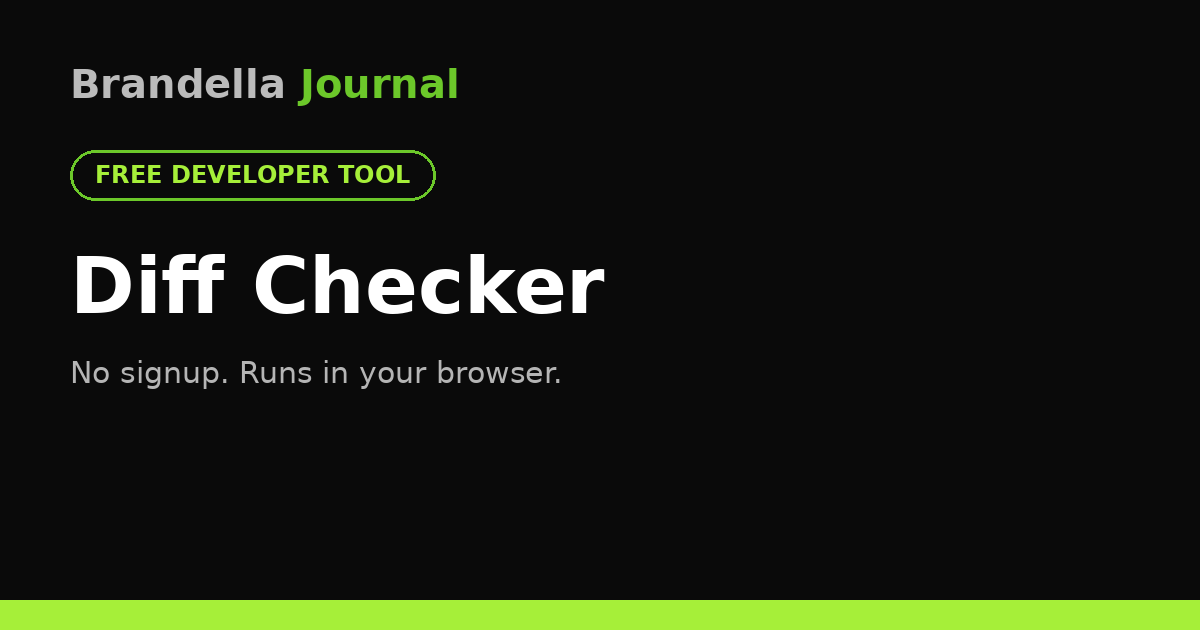 Brandella Journal
FREE DEVELOPER TOOL
Diff Checker
No signup. Runs in your browser.